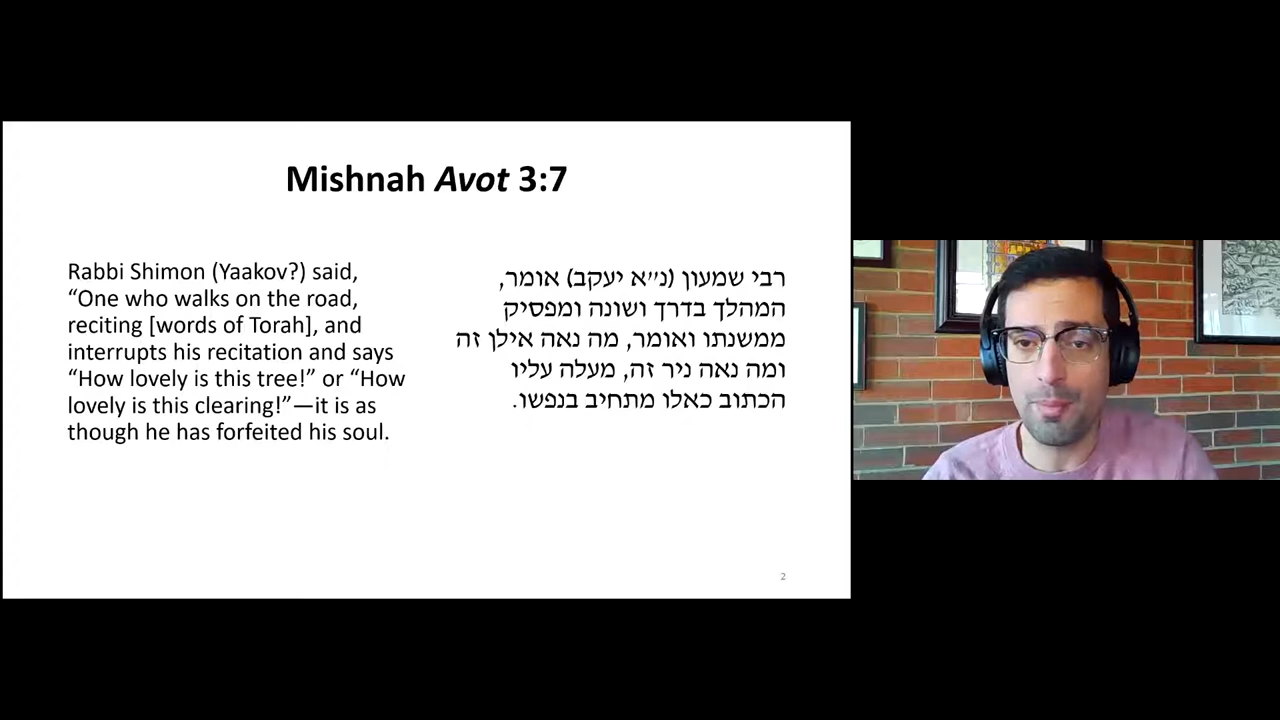 Mishnah Avot 3:7
Rabbi Shimon (Yaakov?) said,
“One who walks on the road,
reciting [words of Torah], and
interrupts his recitation and says
“How lovely is this tree!” or “How
lovely is this clearing!”—it is as
though he has forfeited his soul.
רבי שמעון (נ״א יעקב) אומר,
המהלך בדרך ושונה ומפסיק
ממשנתו ואומר, מה נאה אילן זה
ומה נאה ניר זה, מעלה עליו
הכתוב כאלו מתחיב בנפשו.
2